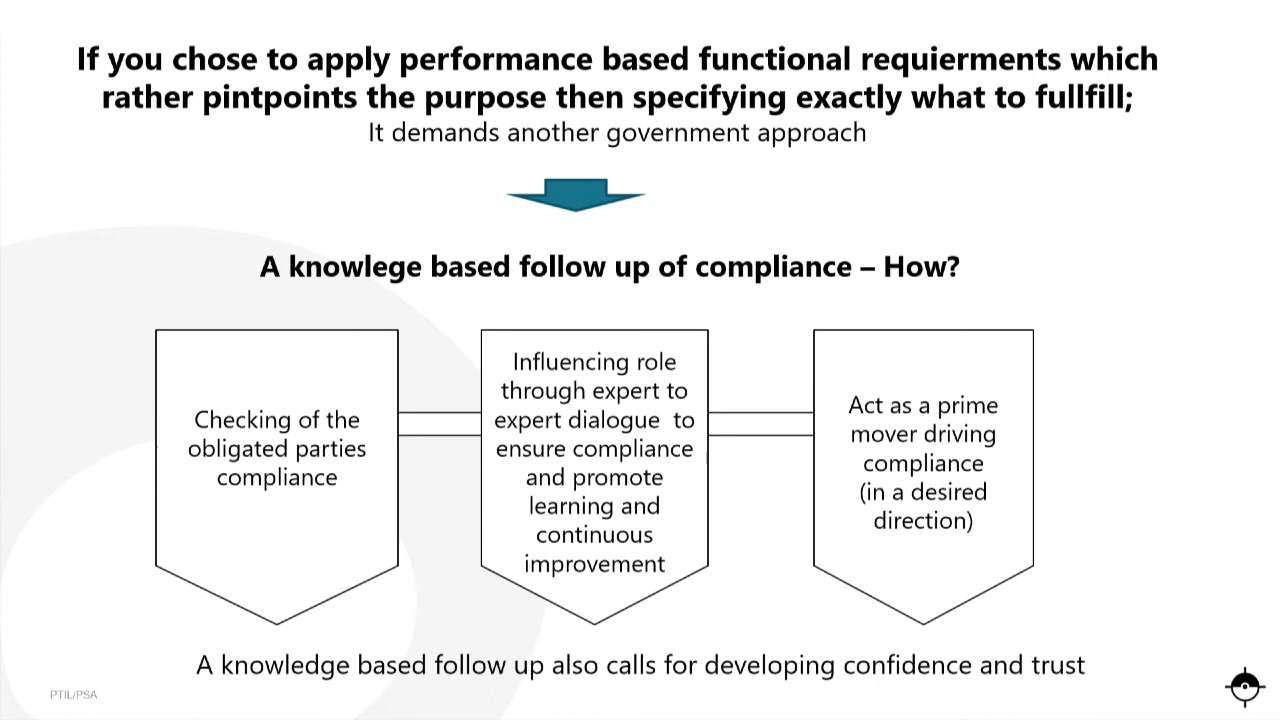 If you chose to apply performance based functional requierments which
rather pintpoints the purpose then specifying exactly what to fullfill;
It demands another government approach
A knowlege based follow up of compliance – How?
Checking of the
obligated parties
compliance
Influencing role
through expert to
expert dialogue to
ensure compliance
and promote
learning and
continuous
improvement
Act as a prime
mover driving
compliance
(in a desired
direction)
A knowledge based follow up also calls for developing confidence and trust
PTIL/PSA